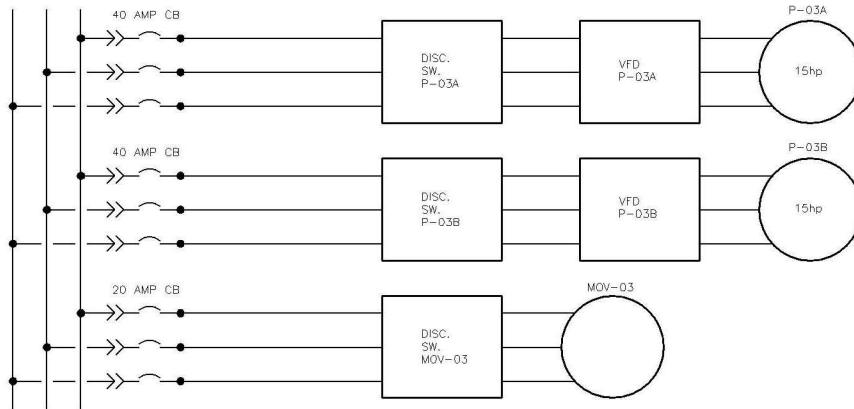 40 AMP CB
P-03A
DISC.
SW.
P-03A
VFD
P-03A
15hp
40 AMP CB
P-03B
DISC.
SW.
P-03B
VFD
P-03B
15hp
20 AMP CB
MOV-03
DISC.
SW.
MOV-03